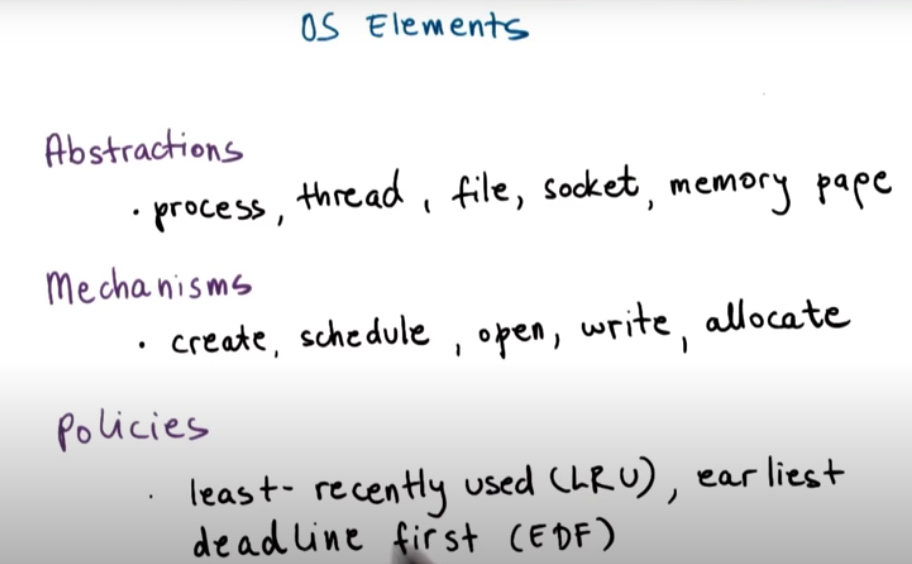 OS Elements
Abstractions
• process, thread, file, socket, memory pape
Mechanisms
• create, schedule, open, write, allocate
Policies
• least-recently used (LRU), earliest
deadline first (EDF)